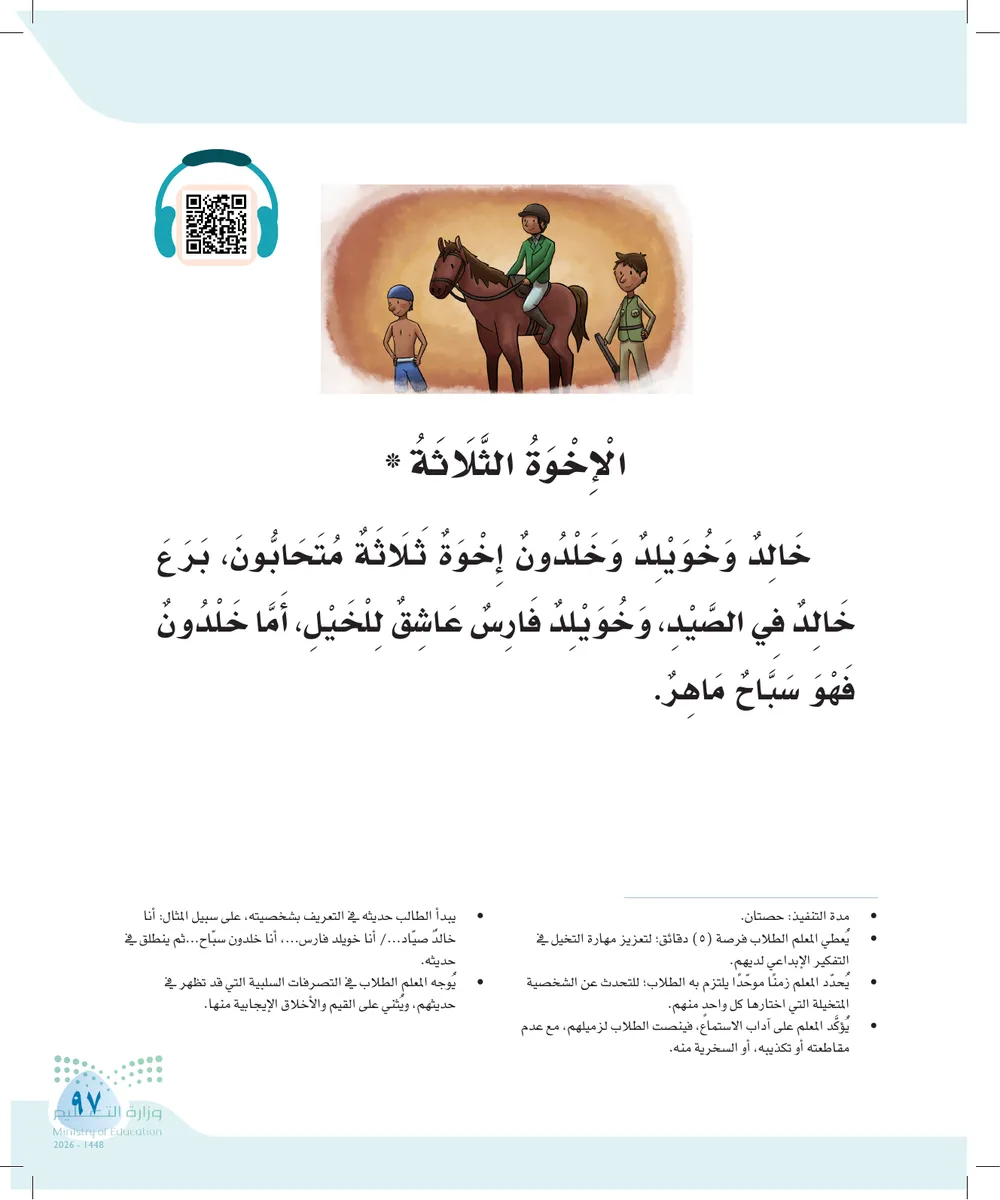 الْإِخْوَةُ الثَّلَاثَةُ *
خَالِدٌ وَخُوَيْلِدٌ وَخَلْدُونٌ إِخْوَةٌ ثَلَاثَةٌ مُتَحَابُّونَ، بَرَعَ
خَالِدٌ فِي الصَّيْدِ، وَخُوَيْلِدٌ فَارِسٌ عَاشِقٌ لِلْخَيْلِ، أَمَّا خَلْدُونٌ
فَهْوَ سَبَّاحٌ مَاهِرٌ.
• مدة التنفيذ: حصتان.
• يُعطي المعلم الطلاب فرصة (٥) دقائق؛ لتعزيز مهارة التخيل في
التفكير الإبداعي لديهم.
• يُحدّد المعلم زمنًا موحّدًا يلتزم به الطلاب؛ للتحدث عن الشخصية
المتخيلة التي اختارها كل واحد منهم.
• يُؤكَّد المعلم على آداب الاستماع، فينصت الطلاب لزميلهم، مع عدم
مقاطعته أو تكذيبه، أو السخرية منه.
• يبدأ الطالب حديثه في التعريف بشخصيته، على سبيل المثال: أنا
خالدٌ صيّاد.../ أنا خويلد فارس...، أنا خلدون سبّاح...ثم ينطلق في
حديثه.
• يُوجه المعلم الطلاب في التصرفات السلبية التي قد تظهر في
حديثهم، ويُثني على القيم والأخلاق الإيجابية منها.
٩٧
وزارة التعليم
Ministry of Education
2026 - 1448